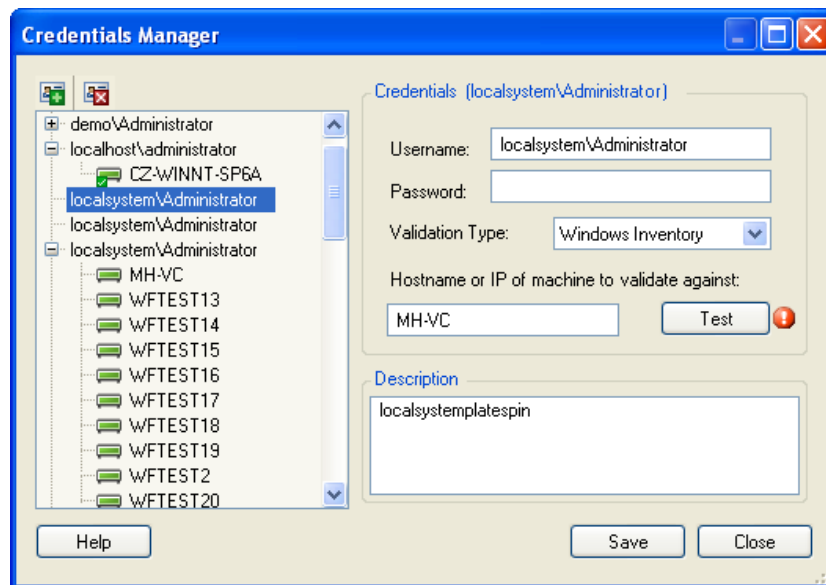 Credentials Manager
demo\Administrator
localhost\administrator
CZ-WINNT-SP6A
localsystem\Administrator
localsystem\Administrator
localsystem\Administrator
MH-VC
WFTEST13
WFTEST14
WFTEST15
WFTEST16
WFTEST17
WFTEST18
WFTEST19
WFTEST2
WFTEST20
Credentials (localsystem\Administrator)
Username: localsystem\Administrator
Password:
Validation Type: Windows Inventory
Hostname or IP of machine to validate against:
MH-VC Test
Description
localsystemplatespin
Help Save Close